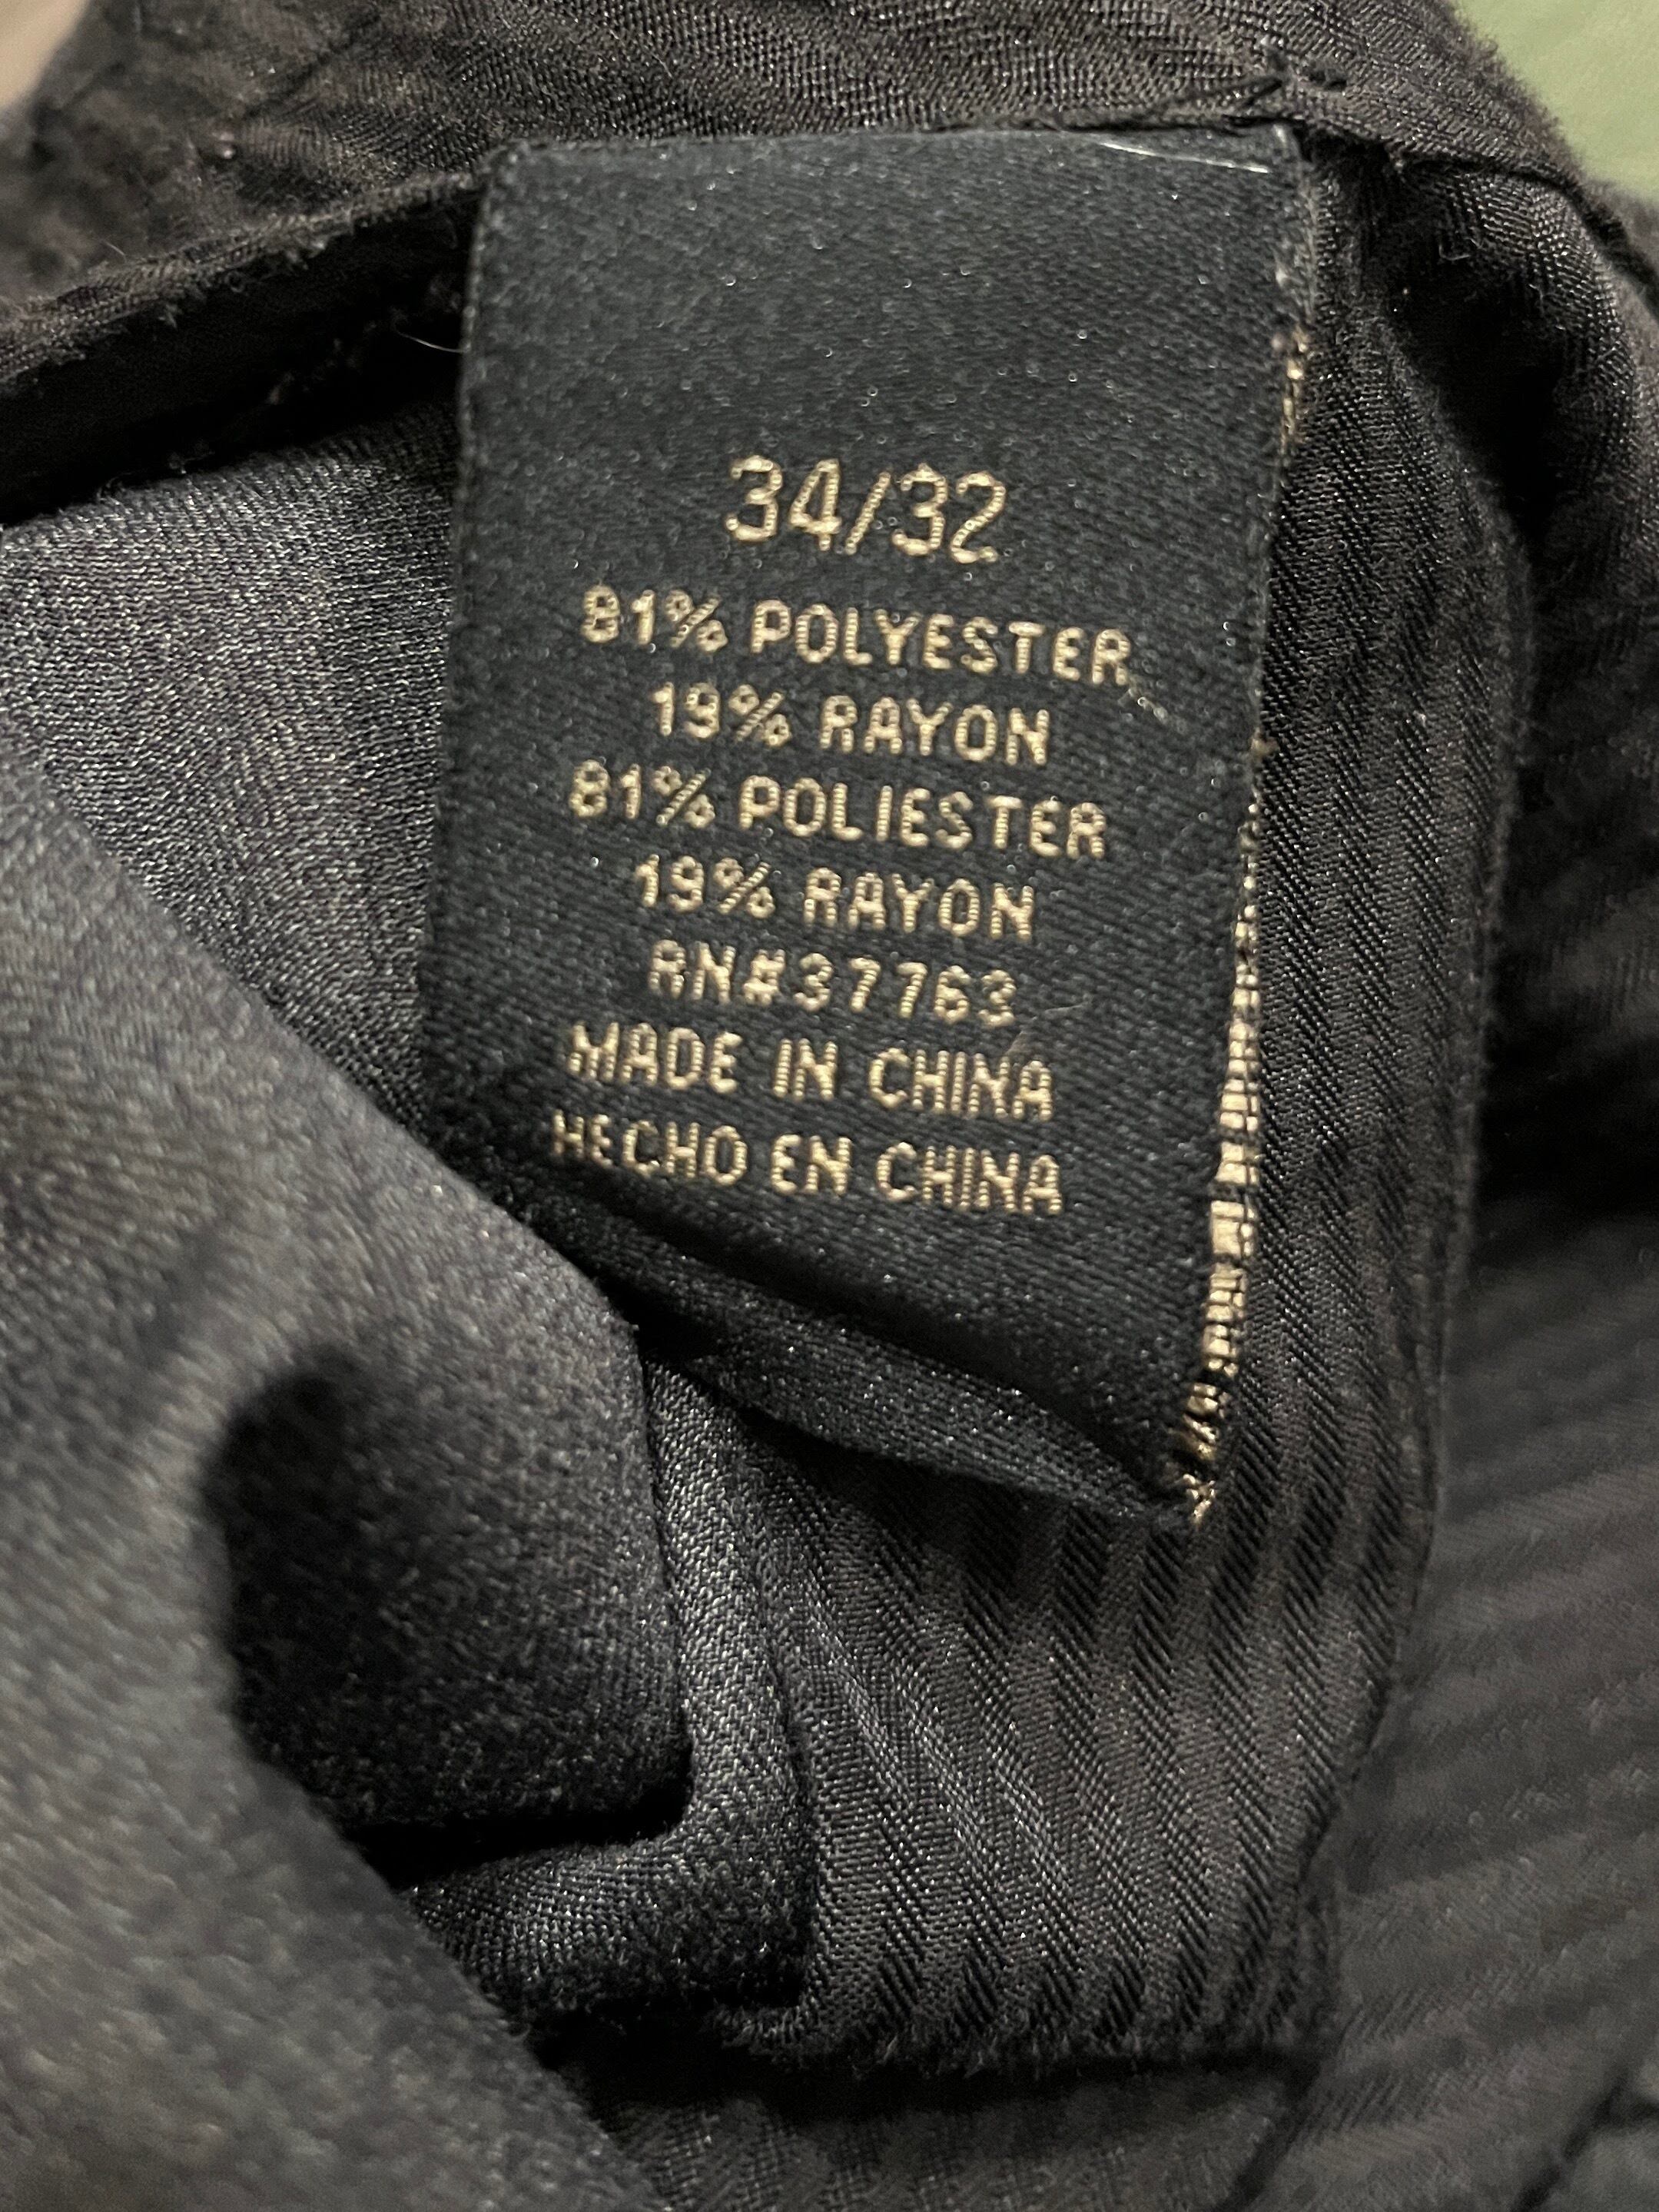 34/32
81% POLYESTER
19% RAYON
81% POLIESTER
19% RAYON
RN#37763
MADE IN CHINA
HECHO EN CHINA